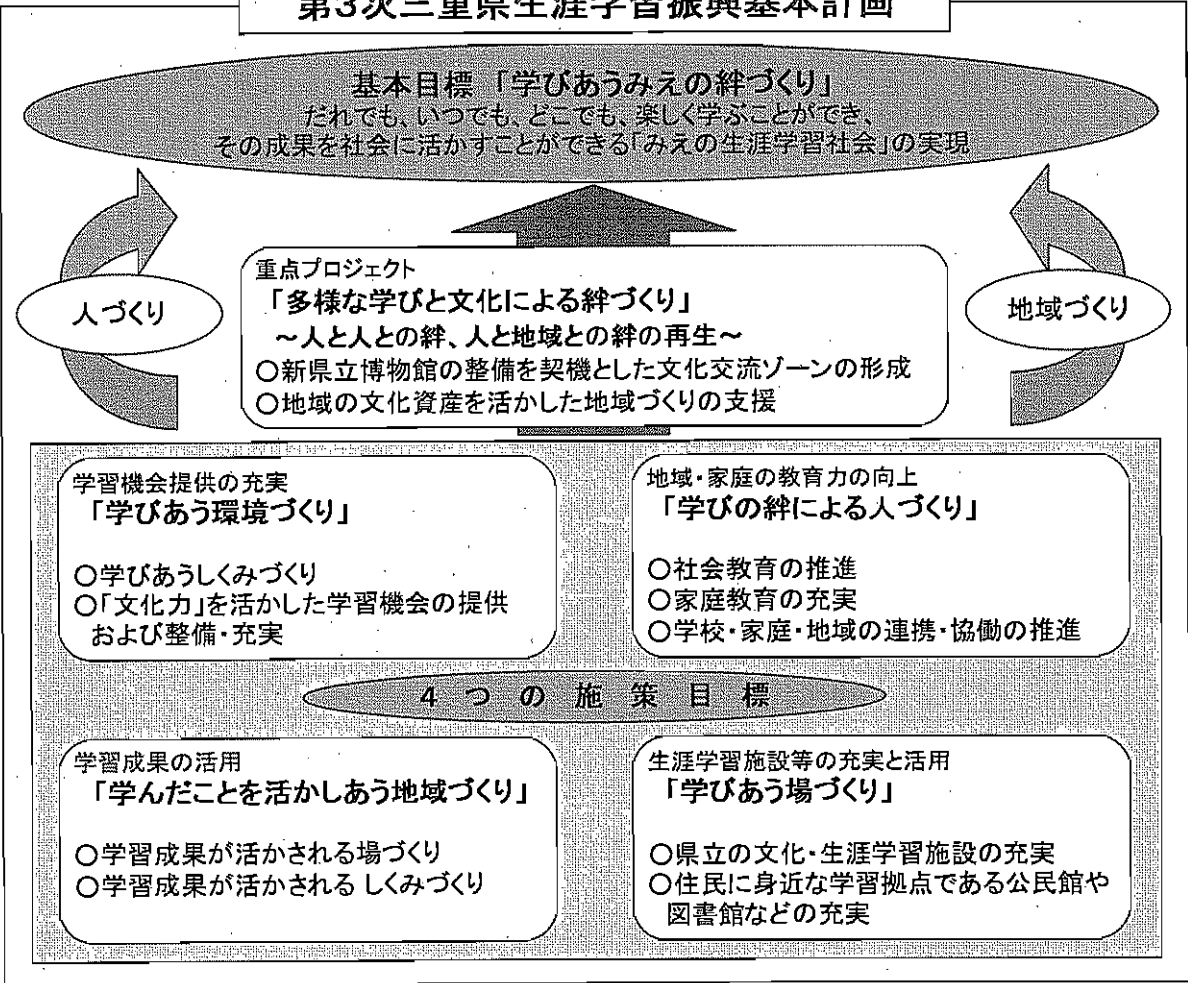 第3次三重県生涯学習振興基本計画
基本目標 「学びあうみえの絆づくり」
だれでも、いつでも、どこでも、楽しく学ぶことができ、
その成果を社会に活かすことができる「みえの生涯学習社会」の実現
人づくり
重点プロジェクト
「多様な学びと文化による絆づくり」
～人と人との絆、人と地域との絆の再生～
○新県立博物館の整備を契機とした文化交流ゾーンの形成
○地域の文化資産を活かした地域づくりの支援
地域づくり
学習機会提供の充実
「学びあう環境づくり」
○学びあうしくみづくり
○「文化力」を活かした学習機会の提供
および整備・充実
地域・家庭の教育力の向上
「学びの絆による人づくり」
○社会教育の推進
○家庭教育の充実
○学校・家庭・地域の連携・協働の推進
4つの施策目標
学習成果の活用
「学んだことを活かしあう地域づくり」
○学習成果が活かされる場づくり
○学習成果が活かされる しくみづくり
生涯学習施設等の充実と活用
「学びあう場づくり」
○県立の文化・生涯学習施設の充実
○住民に身近な学習拠点である公民館や
図書館などの充実